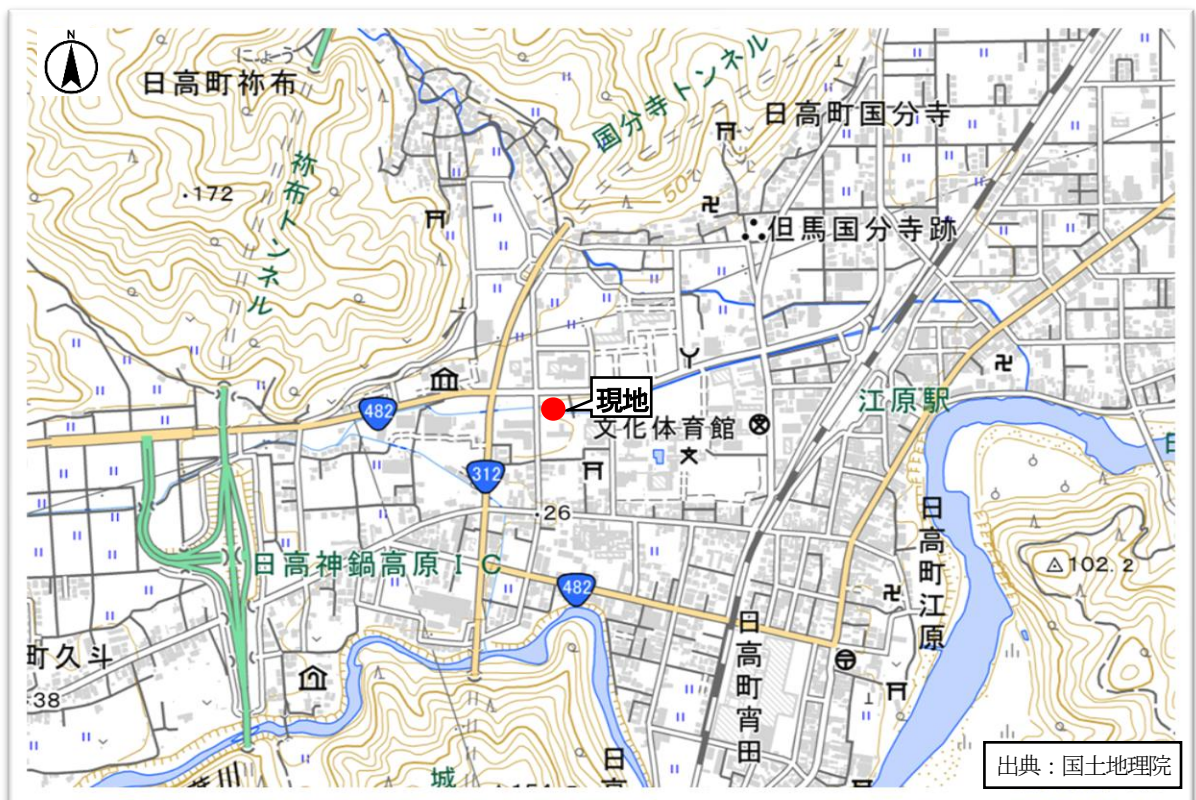 N
にょう
日高町祢布
国分寺トンネル
日高町国分寺
祢布トンネル
・172
50
但馬国分寺跡
482
現地
江原駅
文化体育館
312
・26
日高町江原
日高神鍋高原IC
482
102.2
町久斗
日高町宵田
38
日高
城
出典:国土地理院